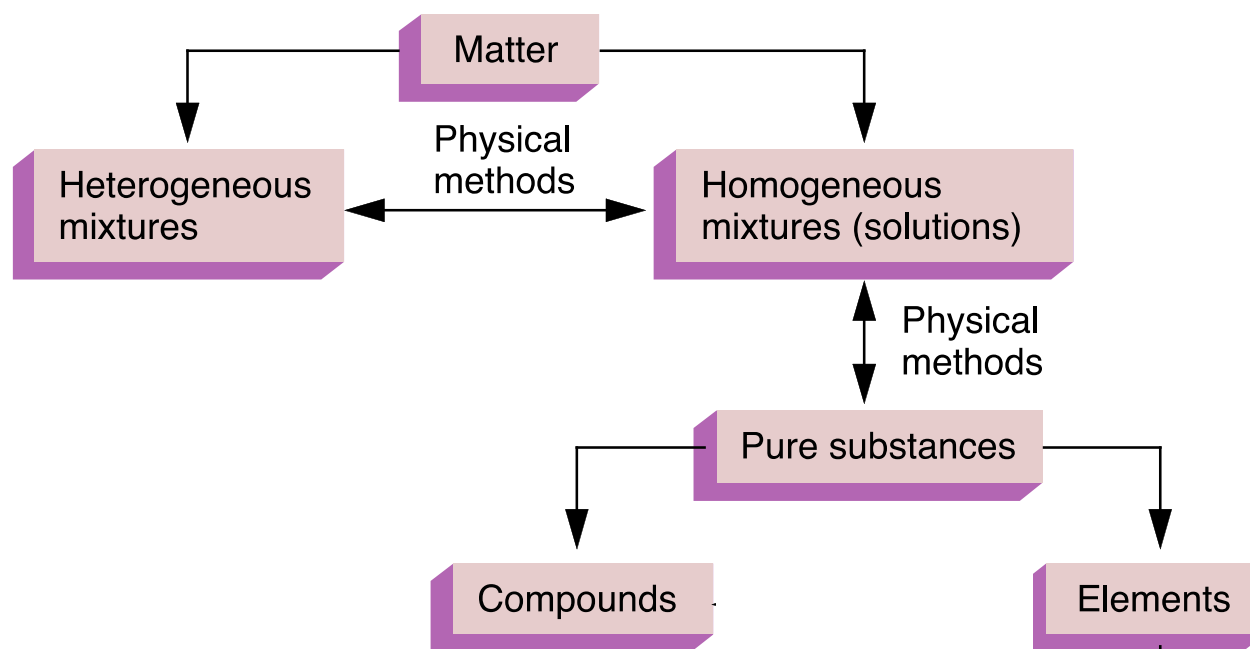 Matter
Physical
methods
Heterogeneous
mixtures
Homogeneous
mixtures (solutions)
Physical
methods
Pure substances
Compounds
Elements